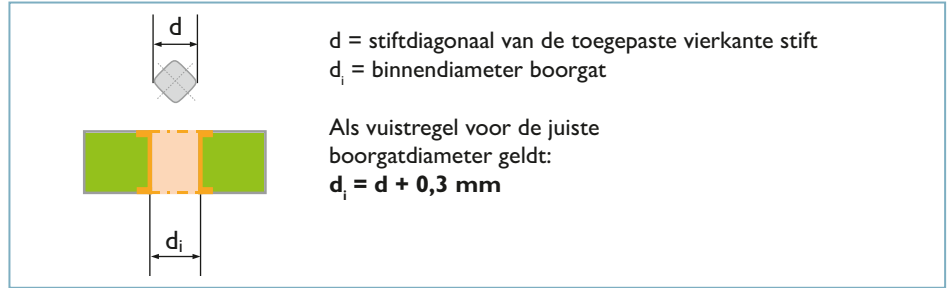 d
d = stiftdiagonaal van de toegepaste vierkante stift
di = binnendiameter boorgat
Als vuistregel voor de juiste
boorgatdiameter geldt:
di = d + 0,3 mm
di